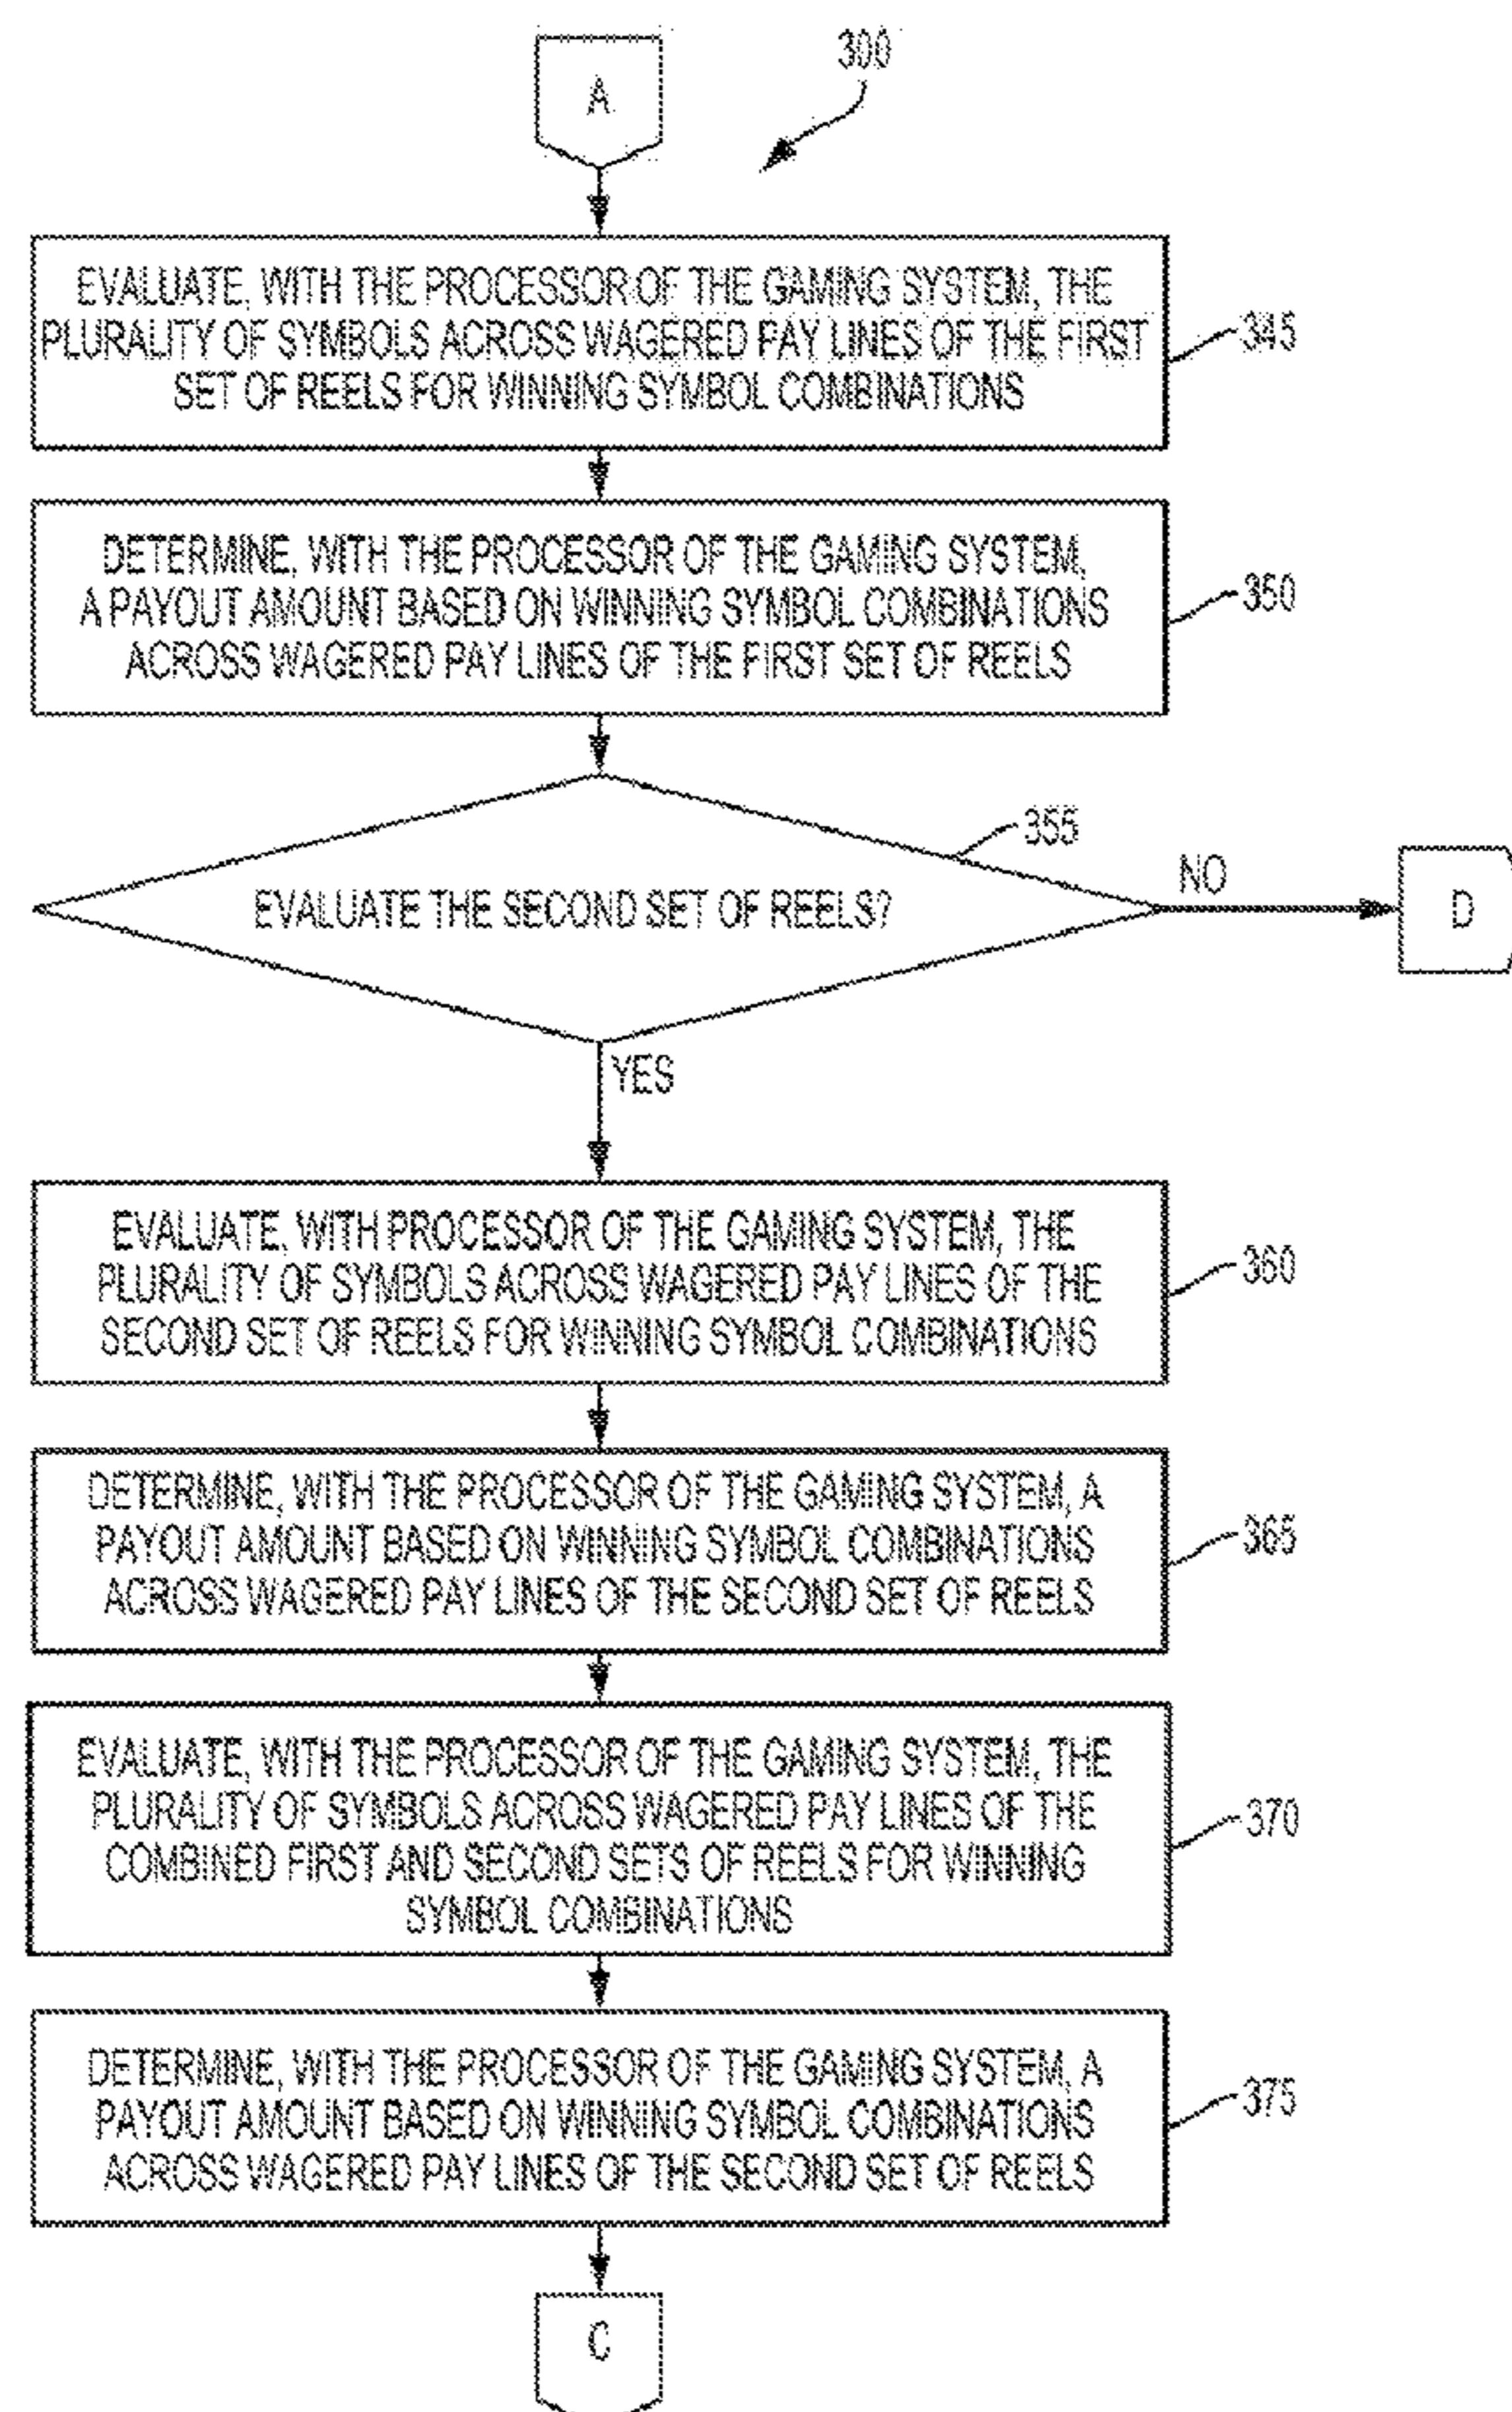 A
300
EVALUATE, WITH THE PROCESSOR OF THE GAMING SYSTEM, THE
PLURALITY OF SYMBOLS ACROSS WAGERED PAY LINES OF THE FIRST
SET OF REELS FOR WINNING SYMBOL COMBINATIONS
345
DETERMINE, WITH THE PROCESSOR OF THE GAMING SYSTEM,
A PAYOUT AMOUNT BASED ON WINNING SYMBOL COMBINATIONS
ACROSS WAGERED PAY LINES OF THE FIRST SET OF REELS
350
355
EVALUATE THE SECOND SET OF REELS?
NO
D
YES
EVALUATE, WITH PROCESSOR OF THE GAMING SYSTEM, THE
PLURALITY OF SYMBOLS ACROSS WAGERED PAY LINES OF THE
SECOND SET OF REELS FOR WINNING SYMBOL COMBINATIONS
360
DETERMINE, WITH THE PROCESSOR OF THE GAMING SYSTEM, A
PAYOUT AMOUNT BASED ON WINNING SYMBOL COMBINATIONS
ACROSS WAGERED PAY LINES OF THE SECOND SET OF REELS
365
EVALUATE, WITH THE PROCESSOR OF THE GAMING SYSTEM, THE
PLURALITY OF SYMBOLS ACROSS WAGERED PAY LINES OF THE
COMBINED FIRST AND SECOND SETS OF REELS FOR WINNING
SYMBOL COMBINATIONS
370
DETERMINE, WITH THE PROCESSOR OF THE GAMING SYSTEM, A
PAYOUT AMOUNT BASED ON WINNING SYMBOL COMBINATIONS
ACROSS WAGERED PAY LINES OF THE SECOND SET OF REELS
375
C